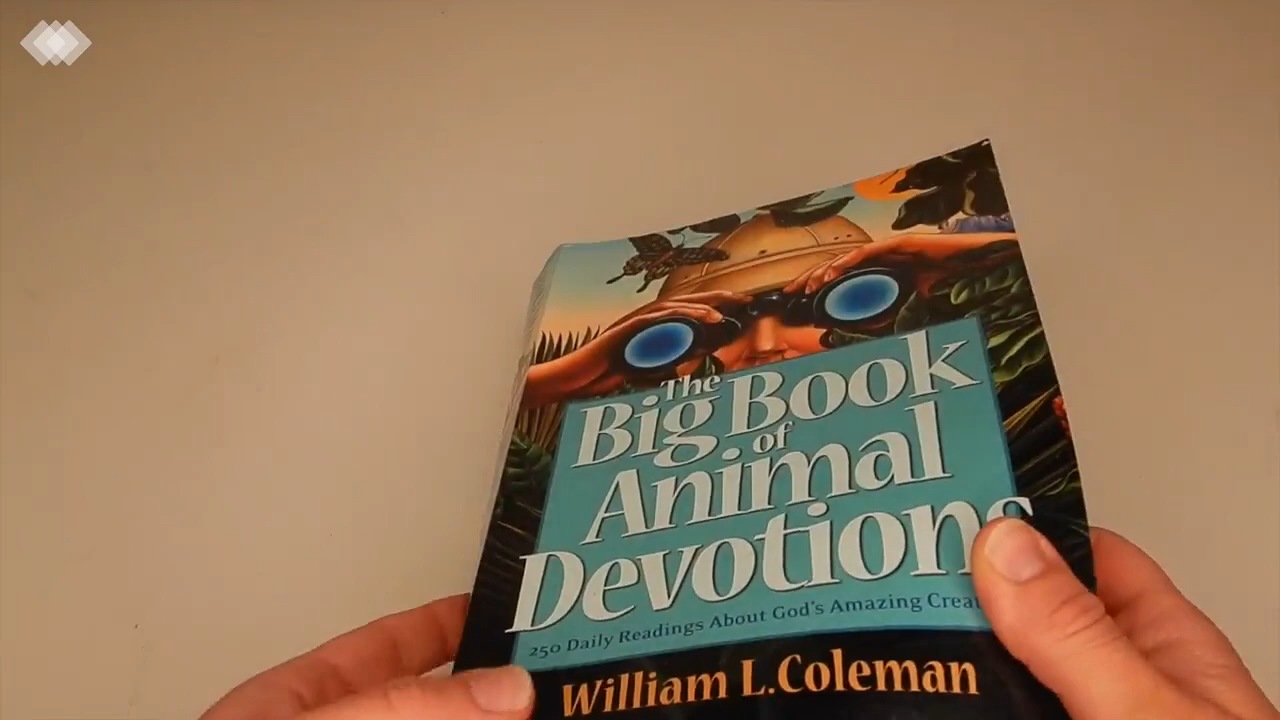 The
Big Book
of
Animal
Devotions
250 Daily Readings About God's Amazing
William L. Coleman